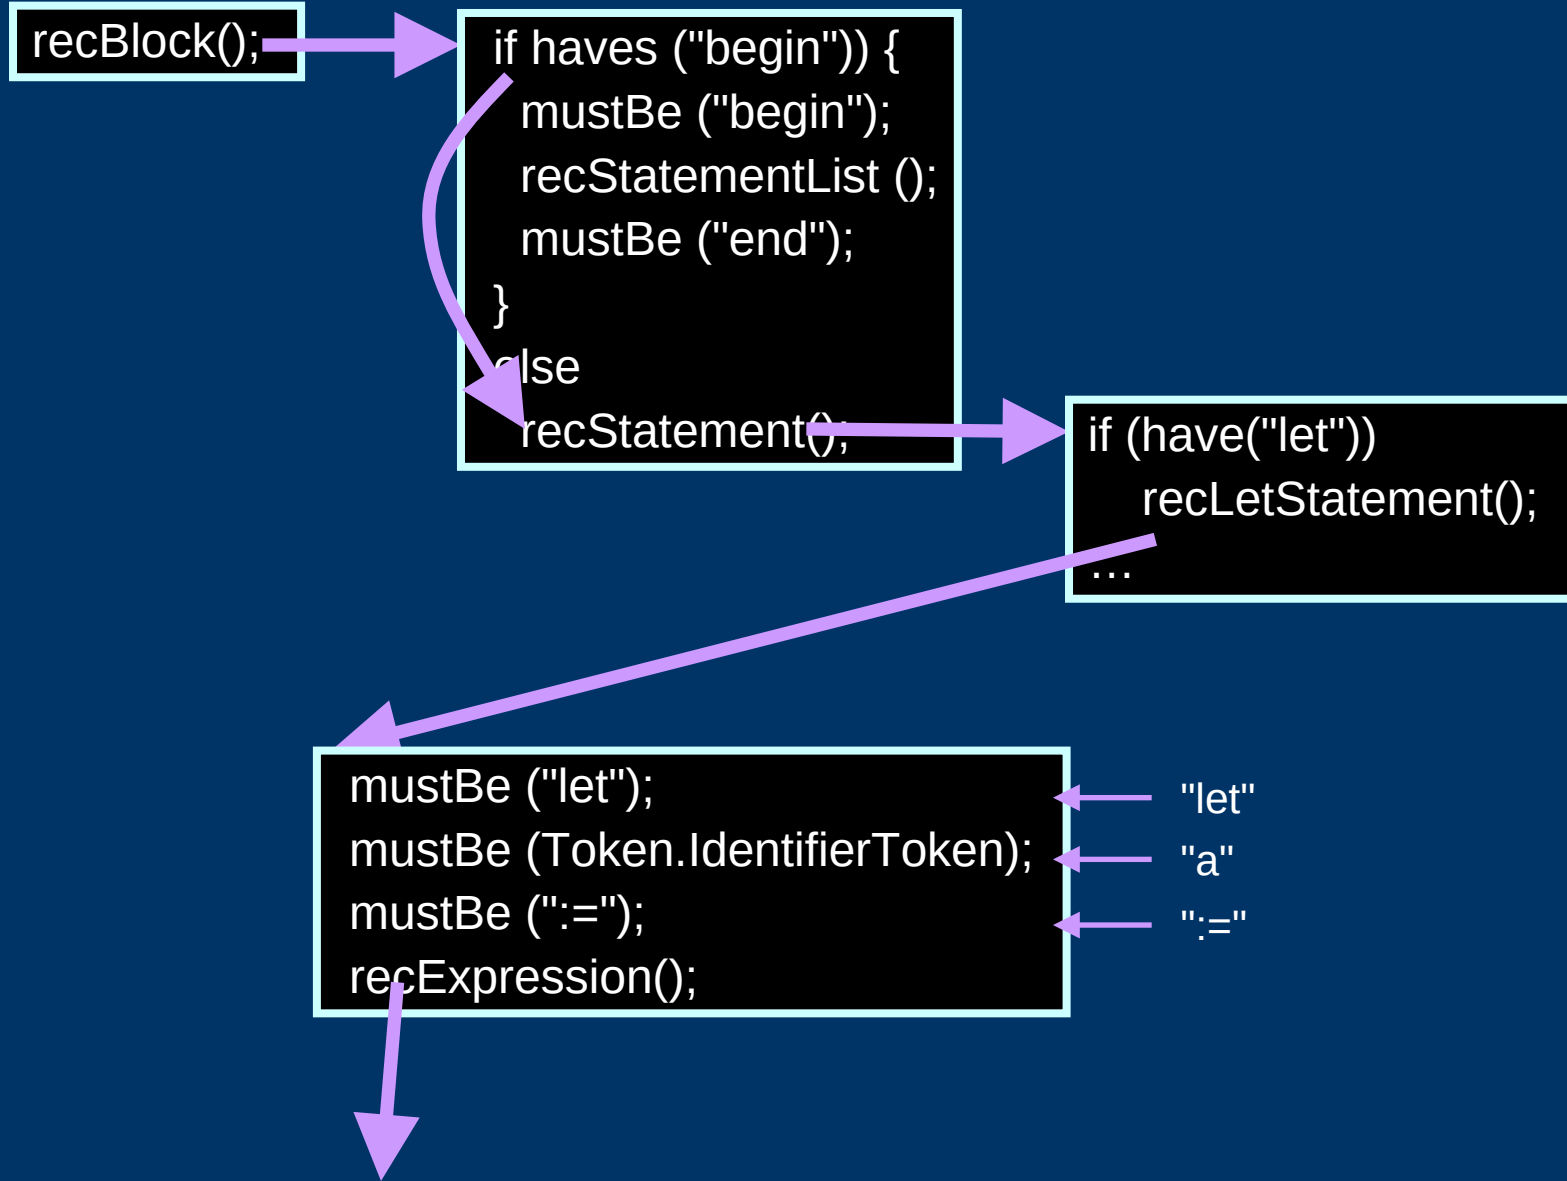 recBlock();
if haves ("begin")) {
mustBe ("begin");
recStatementList ();
mustBe ("end");
}
else
recStatement();
if (have("let"))
recLetStatement();
…
mustBe ("let");
mustBe (Token.IdentifierToken);
mustBe (":=");
recExpression();
"let"
"a"
":="